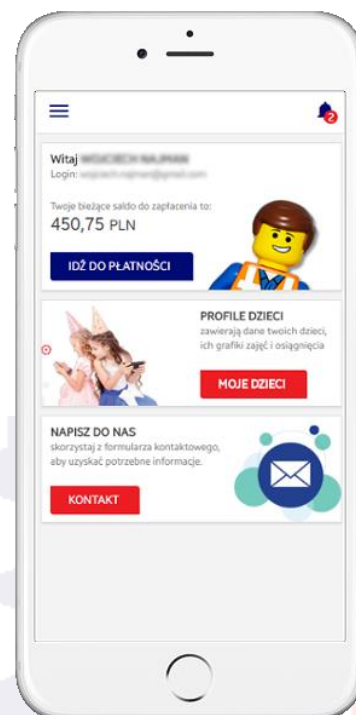 2
Witaj
Login:
Twoje bieżące saldo do zapłacenia to:
450,75 PLN
IDŹ DO PŁATNOŚCI
PROFILE DZIECI
zawierają dane twoich dzieci,
ich grafiki zajęć i osiągnięcia
MOJE DZIECI
NAPISZ DO NAS
skorzystaj z formularza kontaktowego,
aby uzyskać potrzebne informacje.
KONTAKT